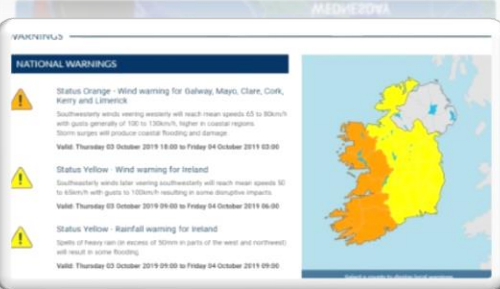 WEDNESDAY
WARNINGS
NATIONAL WARNINGS
Status Orange - Wind warning for Galway, Mayo, Clare, Cork,
Kerry and Limerick
Southeasterly winds veering westerly will reach mean speeds 65 to 80km/h
with gusts generally of 100 to 130km/h, higher in coastal regions.
Storm surges will produce coastal flooding and damage.
Valid: Thursday 03 October 2019 18:00 to Friday 04 October 2019 03:00
Status Yellow - Wind warning for Ireland
Southeasterly winds later veering southwesterly will reach mean speeds 50
to 65km/h with gusts to 100km/h resulting in some disruptive impacts.
Valid: Thursday 03 October 2019 09:00 to Friday 04 October 2019 06:00
Status Yellow - Rainfall warning for Ireland
Spells of heavy rain (in excess of 50mm in parts of the west and northwest)
will result in some flooding.
Valid: Thursday 03 October 2019 09:00 to Friday 04 October 2019 09:00